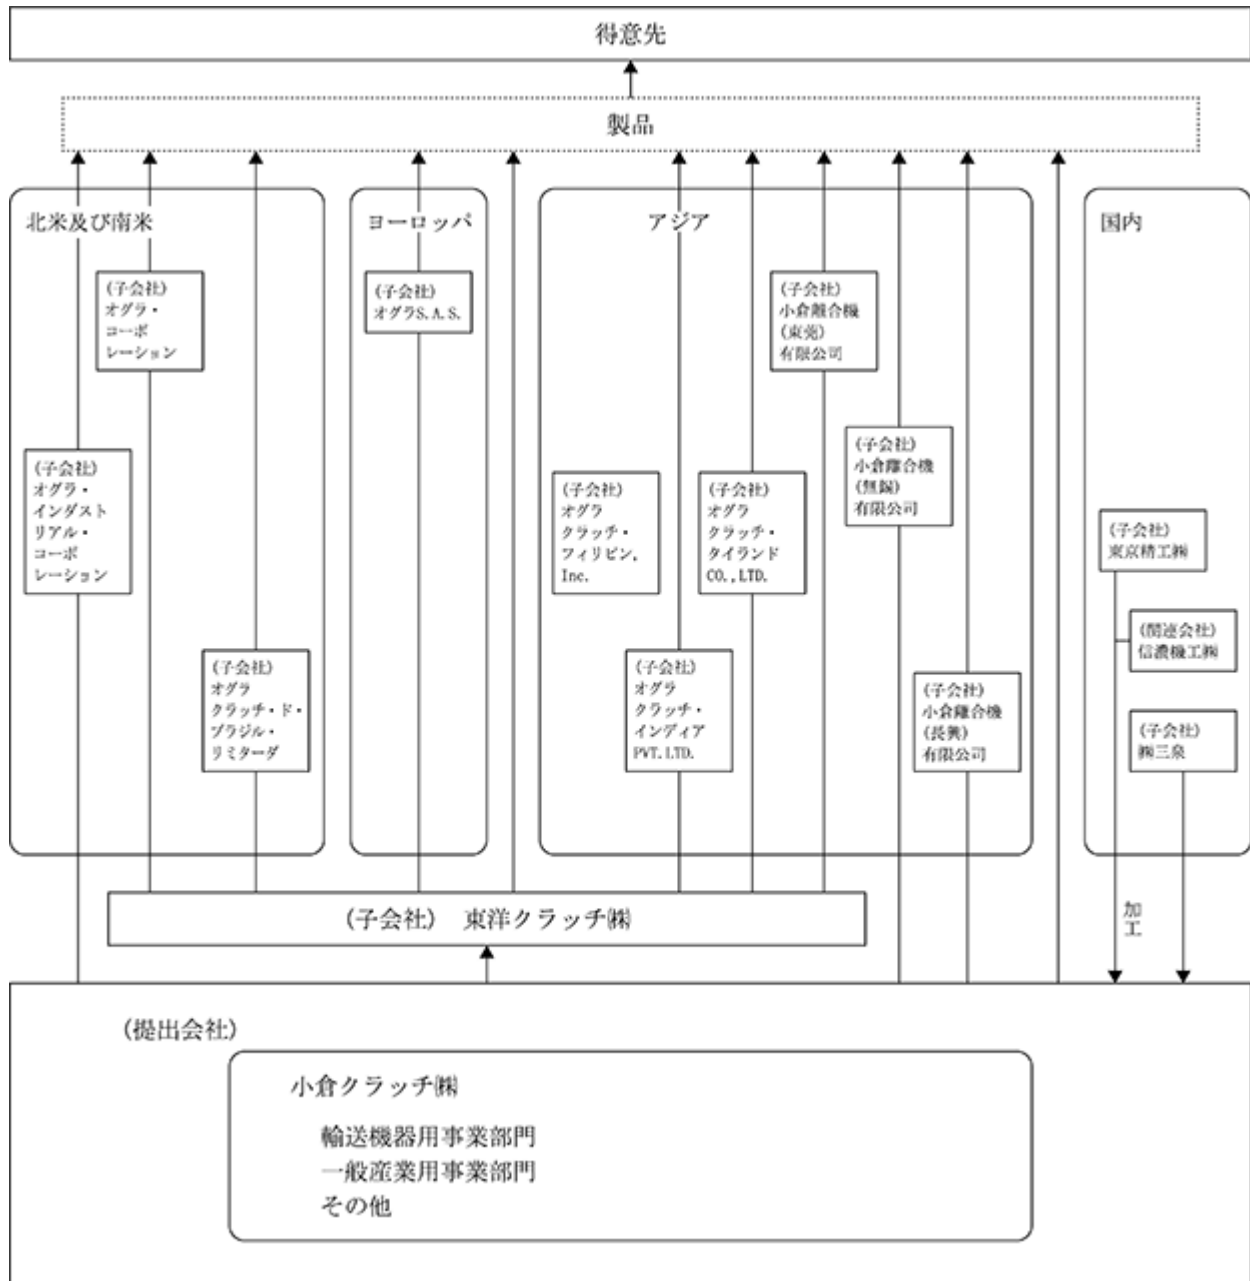 得意先
製品
北米及び南米
(子会社)
オグラ・
コーポ
レーション
(子会社)
オグラ・
インダスト
リアル・
コーポ
レーション
(子会社)
オグラ
クラッチ・ド・
ブラジル・
リミターダ
ヨーロッパ
(子会社)
オグラS.A.S.
アジア
(子会社)
小倉離合機
(東莞)
有限公司
(子会社)
小倉離合機
(無錫)
有限公司
(子会社)
オグラ
クラッチ・
フィリピン,
Inc.
(子会社)
オグラ
クラッチ・
タイランド
CO.,LTD.
(子会社)
オグラ
クラッチ・
インディア
PVT.LTD.
(子会社)
小倉離合機
(長興)
有限公司
国内
(子会社)
東京精工㈱
(関連会社)
信濃機工㈱
(子会社)
㈱三泉
加工
(子会社) 東洋クラッチ㈱
(提出会社)
小倉クラッチ㈱
輸送機器用事業部門
一般産業用事業部門
その他